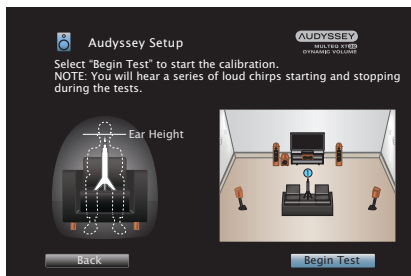 Audyssey Setup
AUDYSSEY
MULTEQ XT32
DYNAMIC VOLUME
Select “Begin Test” to start the calibration.
NOTE: You will hear a series of loud chirps starting and stopping
during the tests.
Ear Height
Back
Begin Test